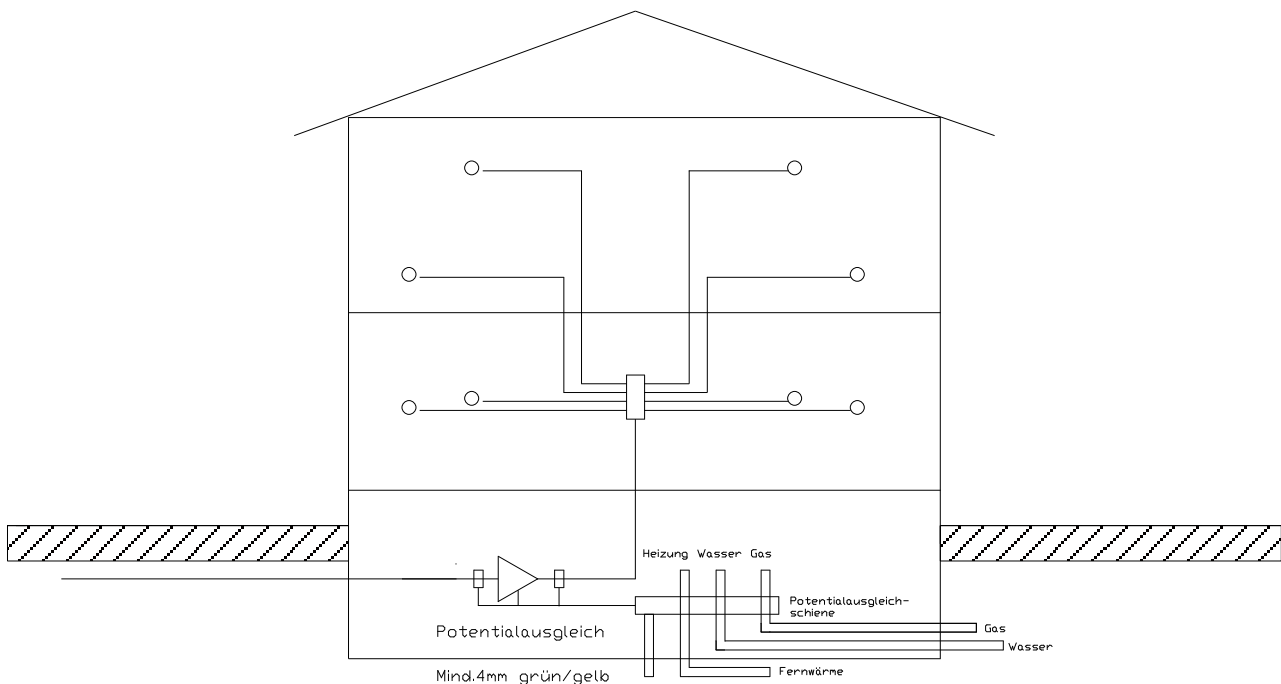 Heizung Wasser Gas
Potentialausgleich-
schiene
Potentialausgleich
Gas
Wasser
Mind.4mm grün/gelb
Fernwärme